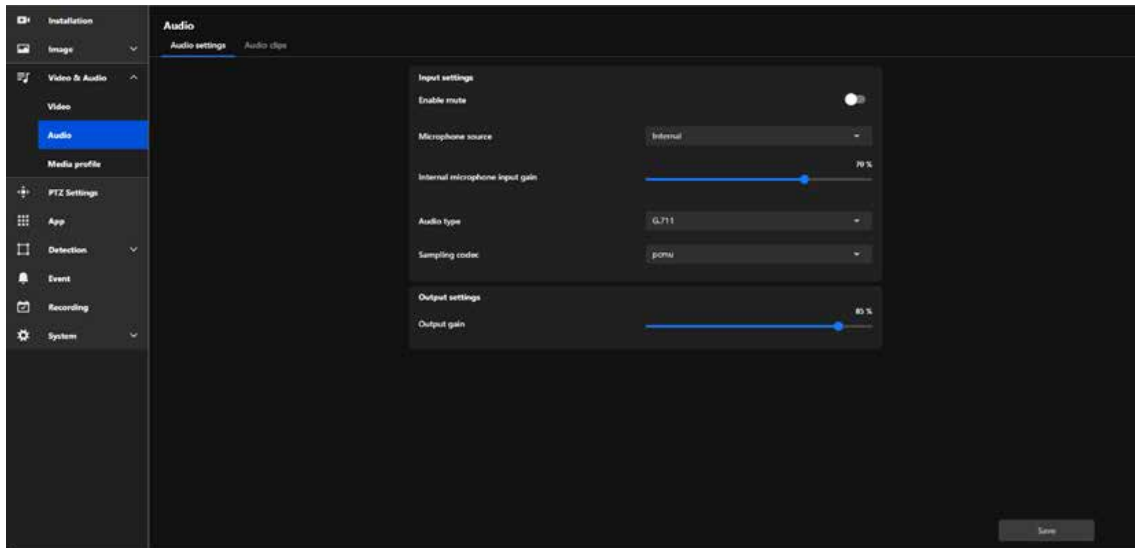 Installation
Image
Video & Audio
Video
Audio
Media profile
PTZ Settings
App
Detection
Event
Recording
System
Audio
Audio settings Audio clips
Input settings
Enable mute
Microphone source Internal
70 %
Internal microphone input gain
Audio type G.711
Sampling codec pcmu
Output settings
85 %
Output gain
Save